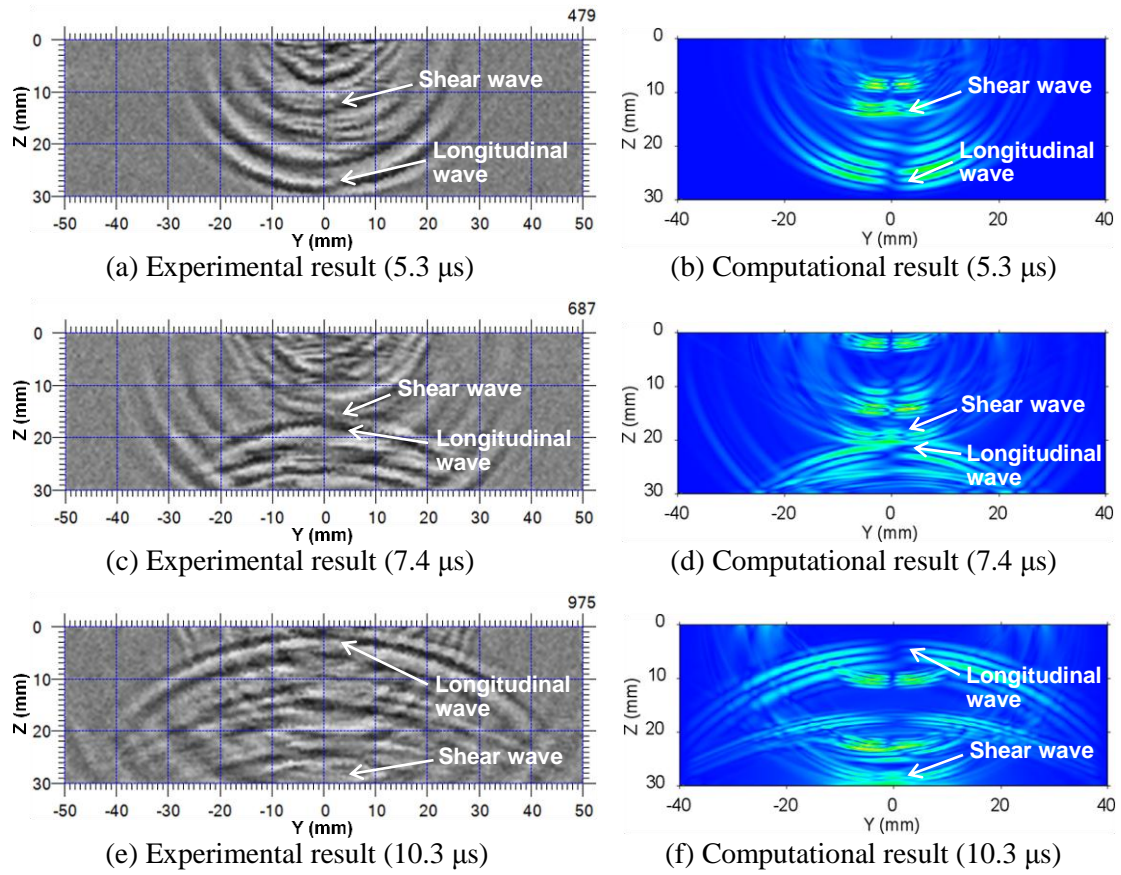 479
0
10
20
30
Z (mm)
Shear wave
Longitudinal
wave
-50 -40 -30 -20 -10 0 10 20 30 40 50
Y (mm)
(a) Experimental result (5.3 μs)
0
10
20
30
Z (mm)
Shear wave
Longitudinal
wave
-40 -20 0 20 40
Y (mm)
(b) Computational result (5.3 μs)
687
0
10
20
30
Z (mm)
Shear wave
Longitudinal
wave
-50 -40 -30 -20 -10 0 10 20 30 40 50
Y (mm)
(c) Experimental result (7.4 μs)
0
10
20
30
Z (mm)
Shear wave
Longitudinal
wave
-40 -20 0 20 40
Y (mm)
(d) Computational result (7.4 μs)
975
0
10
20
30
Z (mm)
Longitudinal
wave
Shear wave
-50 -40 -30 -20 -10 0 10 20 30 40 50
Y (mm)
(e) Experimental result (10.3 μs)
0
10
20
30
Z (mm)
Longitudinal
wave
Shear wave
-40 -20 0 20 40
Y (mm)
(f) Computational result (10.3 μs)